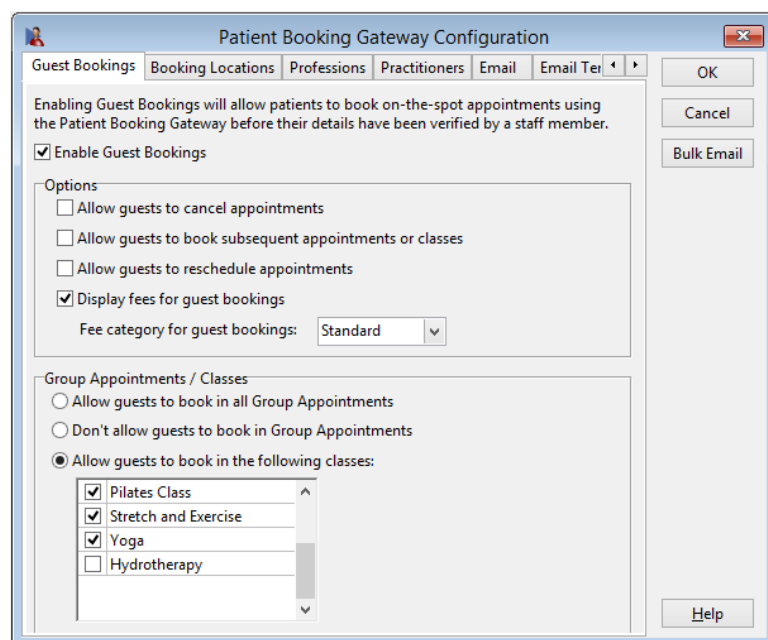 Patient Booking Gateway Configuration
Guest Bookings
Booking Locations
Professions
Practitioners
Email
Email Ter
OK
Cancel
Bulk Email
Enabling Guest Bookings will allow patients to book on-the-spot appointments using
the Patient Booking Gateway before their details have been verified by a staff member.
Enable Guest Bookings
Options
Allow guests to cancel appointments
Allow guests to book subsequent appointments or classes
Allow guests to reschedule appointments
Display fees for guest bookings
Fee category for guest bookings: Standard
Group Appointments / Classes
Allow guests to book in all Group Appointments
Don't allow guests to book in Group Appointments
Allow guests to book in the following classes:
Pilates Class
Stretch and Exercise
Yoga
Hydrotherapy
Help